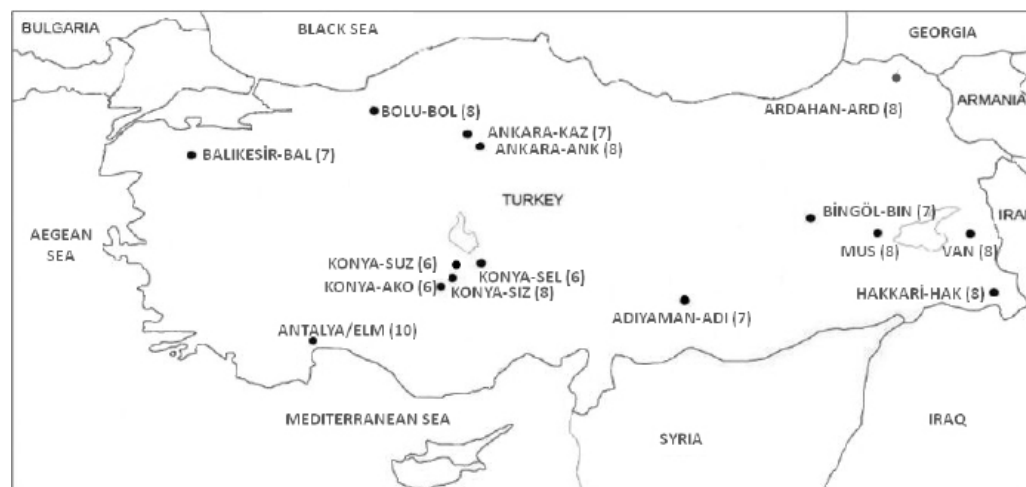 BULGARIA
BLACK SEA
GEORGIA
ARMANIA
ARDAHAN-ARD (8)
BOLU-BOL (8)
ANKARA-KAZ (7)
ANKARA-ANK (8)
BALIKESİR-BAL (7)
TURKEY
IRAN
BİNGÖL-BIN (7)
AEGEAN
SEA
MUS (8)
VAN (8)
KONYA-SUZ (6)
KONYA-SEL (6)
KONYA-AKO (6)
KONYA-SIZ (8)
HAKKARİ-HAK (8)
ADIYAMAN-ADI (7)
ANTALYA/ELM (10)
MEDITERRANEAN SEA
SYRIA
IRAQ